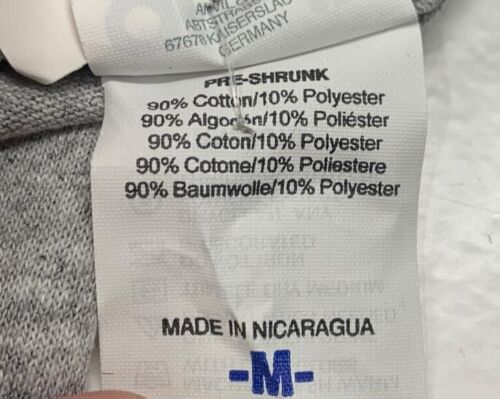 67678 KAISERSLAU
GERMANY
PRE-SHRUNK
90% Cotton/10% Polyester
90% Algodón/10% Poliéster
90% Coton/10% Polyester
90% Cotone/10% Poliestere
90% Baumwolle/10% Polyester
MADE IN NICARAGUA
-M-